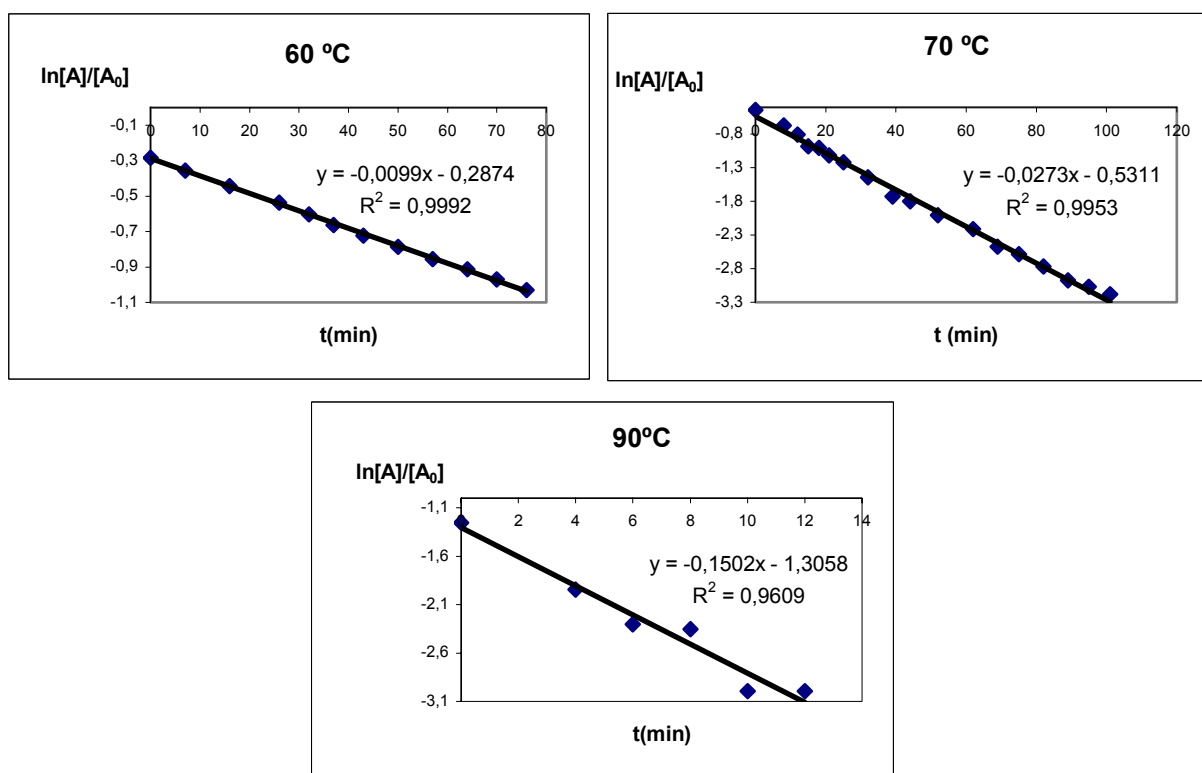 60 ºC
ln[A]/[A₀]
-0,1
0 10 20 30 40 50 60 70 80
-0,3
y = -0,0099x - 0,2874
-0,5
R² = 0,9992
-0,7
-0,9
-1,1
t(min)
70 ºC
ln[A]/[A₀]
0 20 40 60 80 100 120
-0,8
-1,3
y = -0,0273x - 0,5311
-1,8
R² = 0,9953
-2,3
-2,8
-3,3
t (min)
90ºC
ln[A]/[A₀]
-1,1
2 4 6 8 10 12 14
-1,6
y = -0,1502x - 1,3058
R² = 0,9609
-2,1
-2,6
-3,1
t(min)